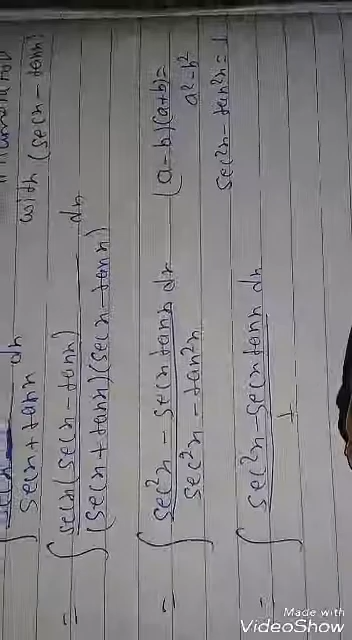 with (secx - tanx)
∫ secx / secx + tanx dx
= ∫ secx (secx - tanx) / (secx + tanx)(secx - tanx) dx
= ∫ sec²x - secx tanx / sec²x - tan²x dx
(a-b)(a+b) =
a² - b²
sec²x - tan²x = 1
= ∫ sec²x - secx tanx / 1 dx
Made with
VideoShow